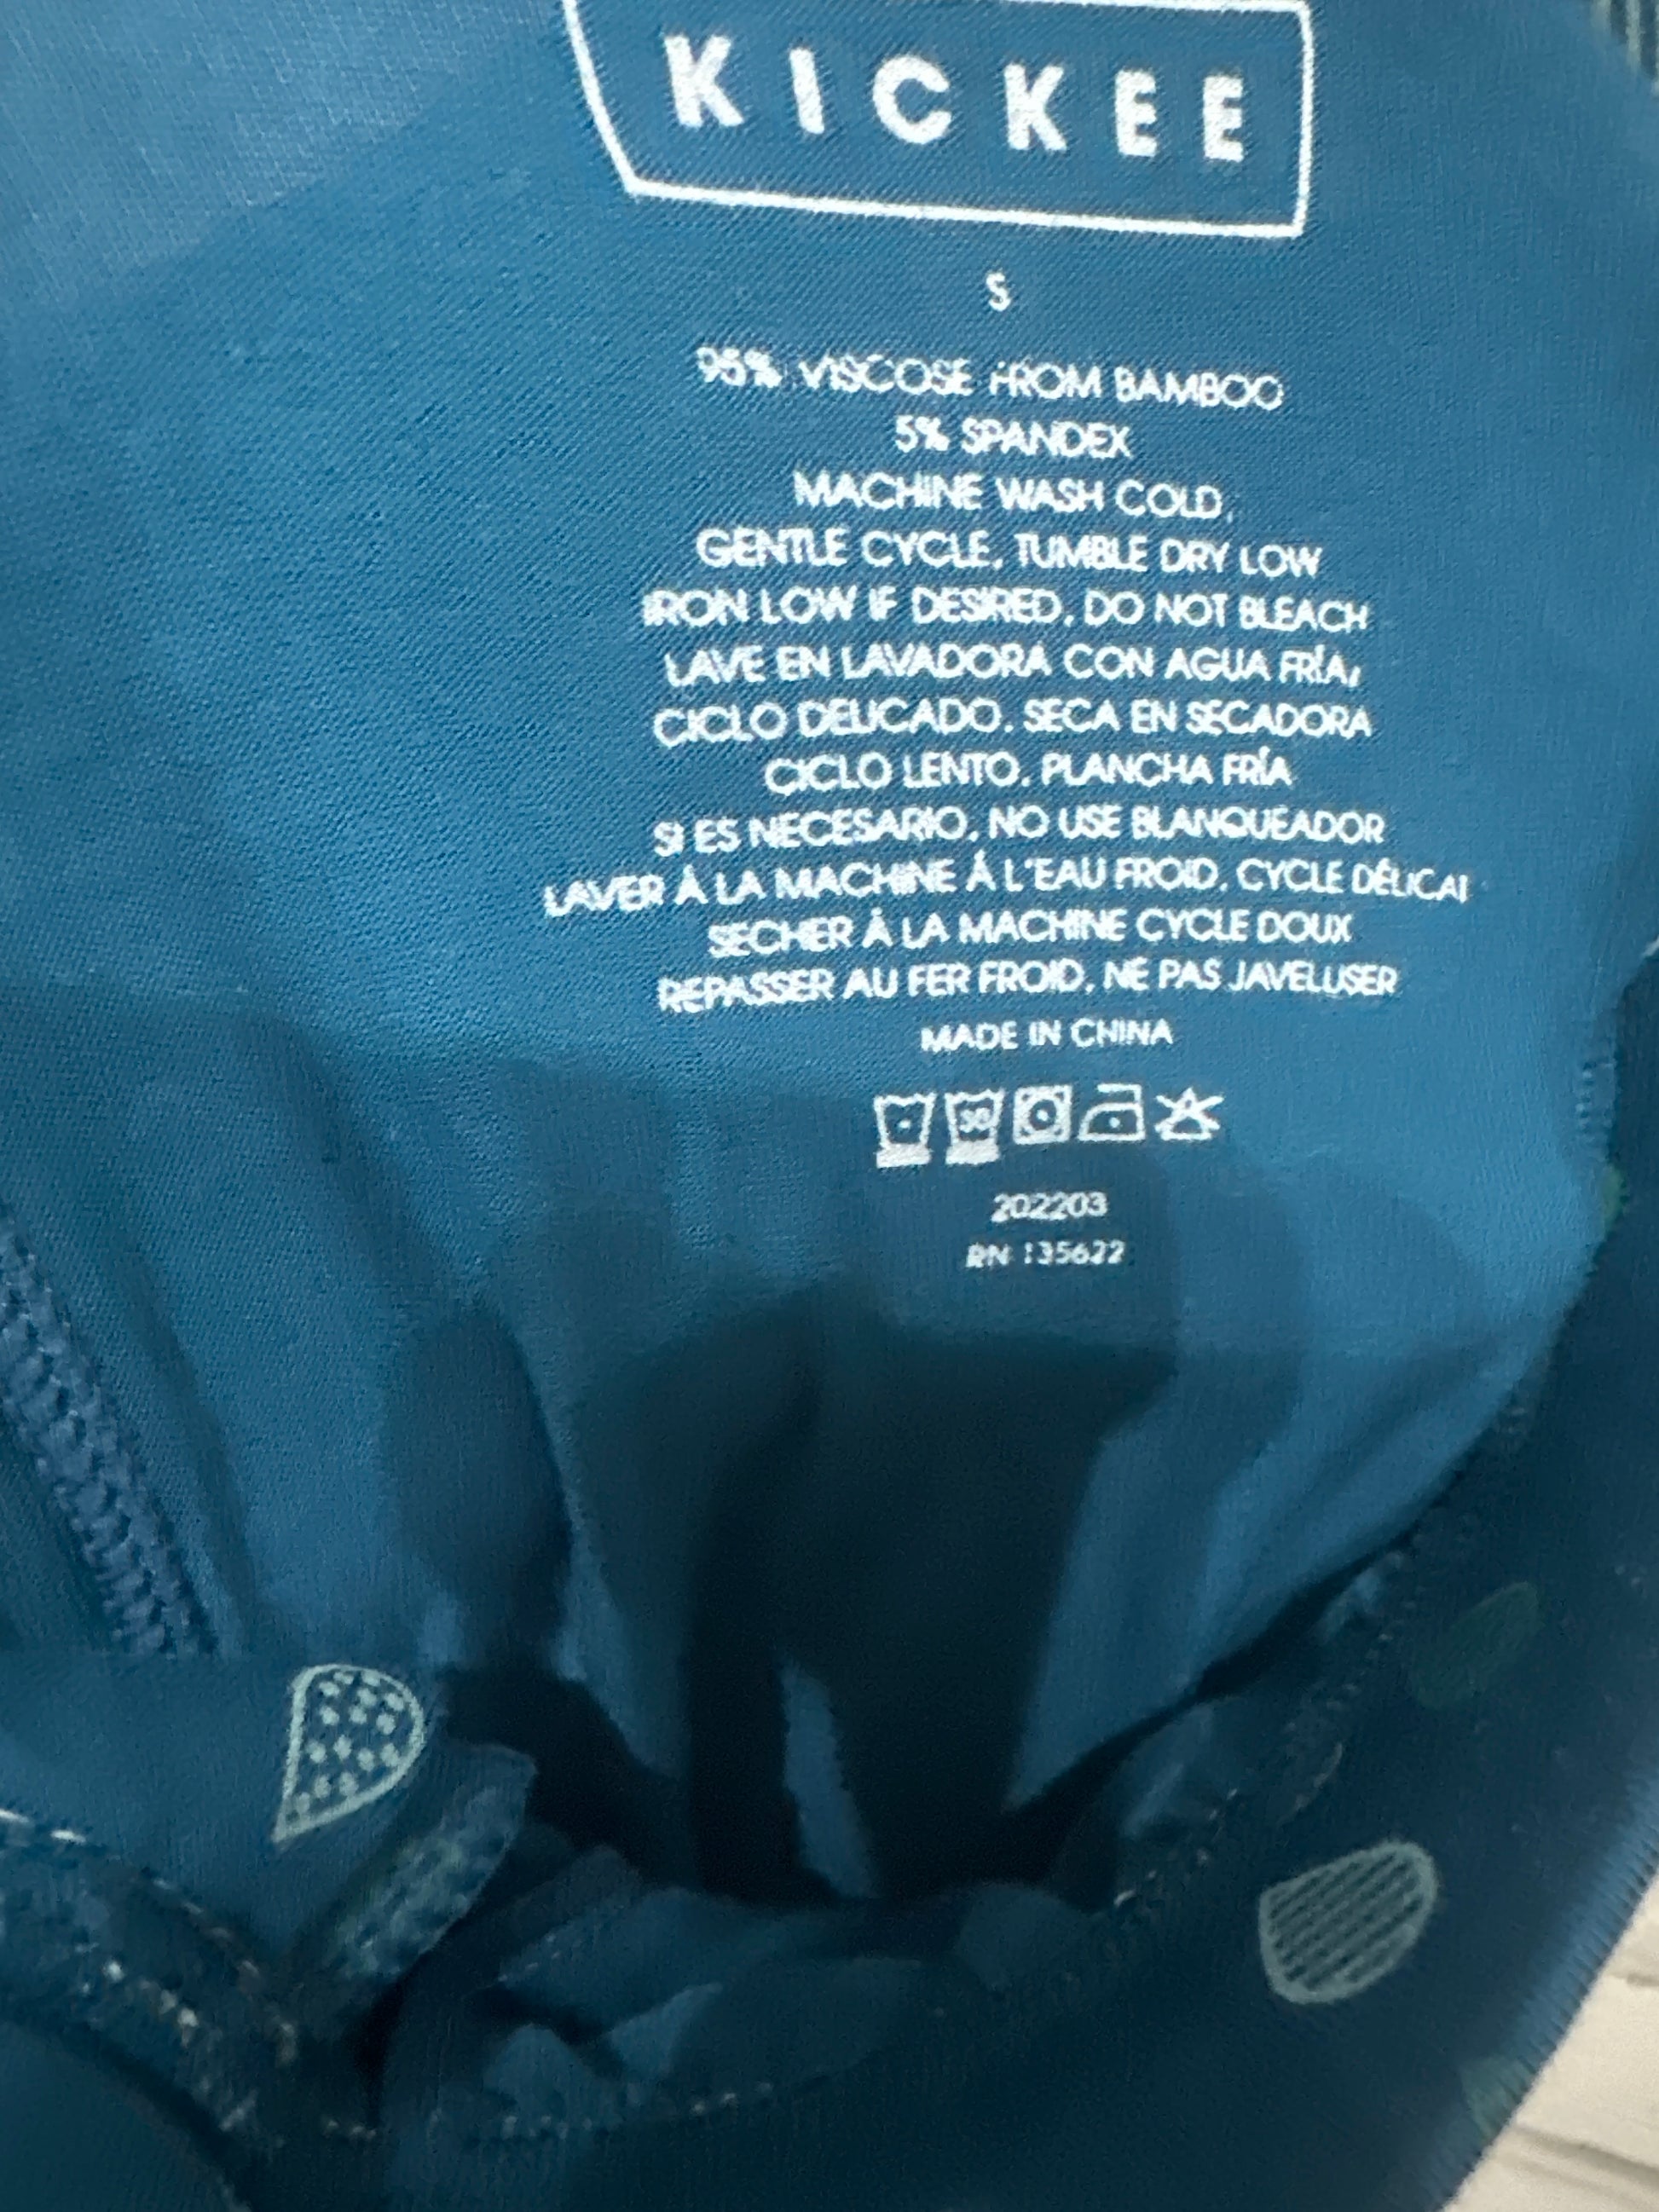 KICKEE
S
95% VISCOSE FROM BAMBOO
5% SPANDEX
MACHINE WASH COLD,
GENTLE CYCLE, TUMBLE DRY LOW
IRON LOW IF DESIRED, DO NOT BLEACH
LAVE EN LAVADORA CON AGUA FRÍA,
CICLO DELICADO, SECA EN SECADORA
CICLO LENTO, PLANCHA FRÍA
SI ES NECESARIO, NO USE BLANQUEADOR
LAVER À LA MACHINE À L'EAU FROID, CYCLE DÉLICAT
SECHER À LA MACHINE CYCLE DOUX
REPASSER AU FER FROID, NE PAS JAVELLISER
MADE IN CHINA
30
202203
RN 135622